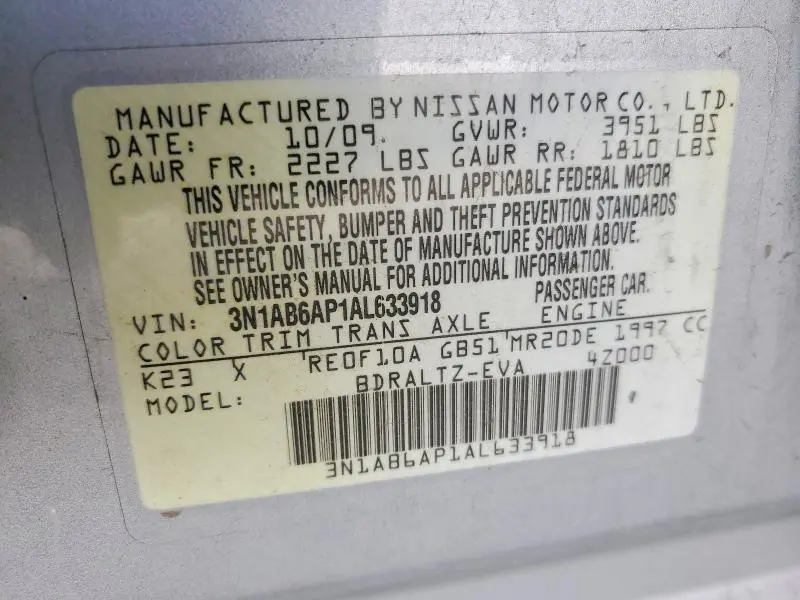 MANUFACTURED BY NISSAN MOTOR CO., LTD.
DATE: 10/09. GVWR: 3951 LBS
GAWR FR: 2227 LBS GAWR RR: 1810 LBS
THIS VEHICLE CONFORMS TO ALL APPLICABLE FEDERAL MOTOR
VEHICLE SAFETY, BUMPER AND THEFT PREVENTION STANDARDS
IN EFFECT ON THE DATE OF MANUFACTURE SHOWN ABOVE.
SEE OWNER'S MANUAL FOR ADDITIONAL INFORMATION.
VIN: 3N1AB6AP1AL633918 PASSENGER CAR.
COLOR TRIM TRANS AXLE ENGINE
K23 X RE0F10A GB51 MR20DE 1997 CC
MODEL: BDRALTZ-EVA 4Z000
3N1AB6AP1AL633918